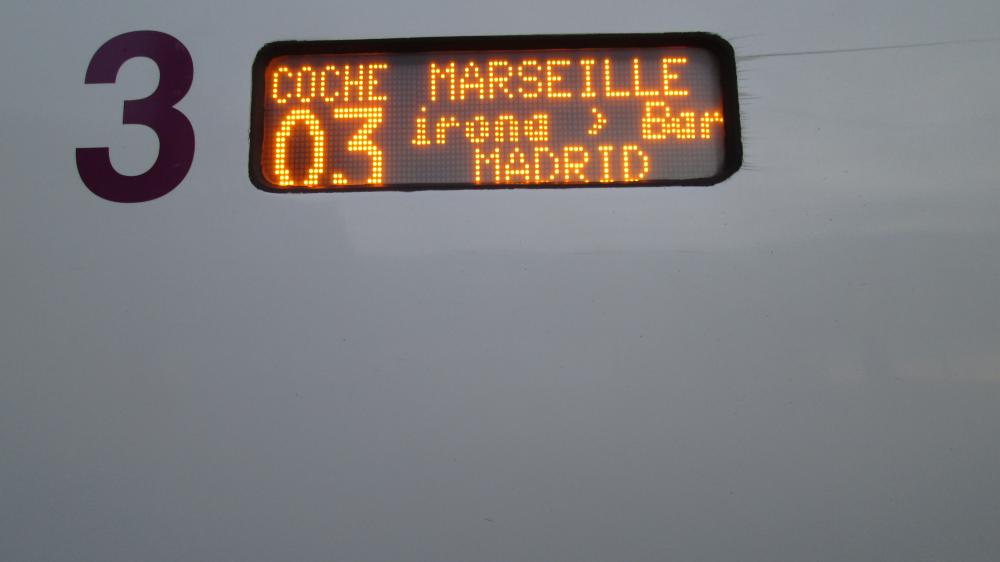 3
COCHE MARSEILLE
03 irona > Bar
MADRID